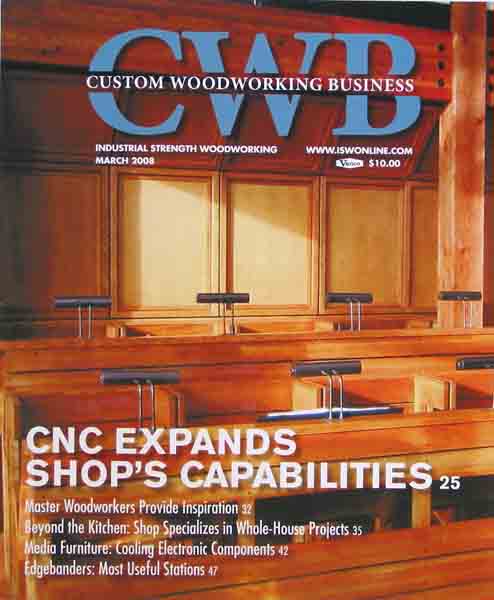 CWB
CUSTOM WOODWORKING BUSINESS
INDUSTRIAL STRENGTH WOODWORKING
MARCH 2008
WWW.ISWONLINE.COM
Vance $10.00
CNC EXPANDS
SHOP'S CAPABILITIES 25
Master Woodworkers Provide Inspiration 32
Beyond the Kitchen: Shop Specializes in Whole-House Projects 35
Media Furniture: Cooling Electronic Components 42
Edgebanders: Most Useful Stations 47